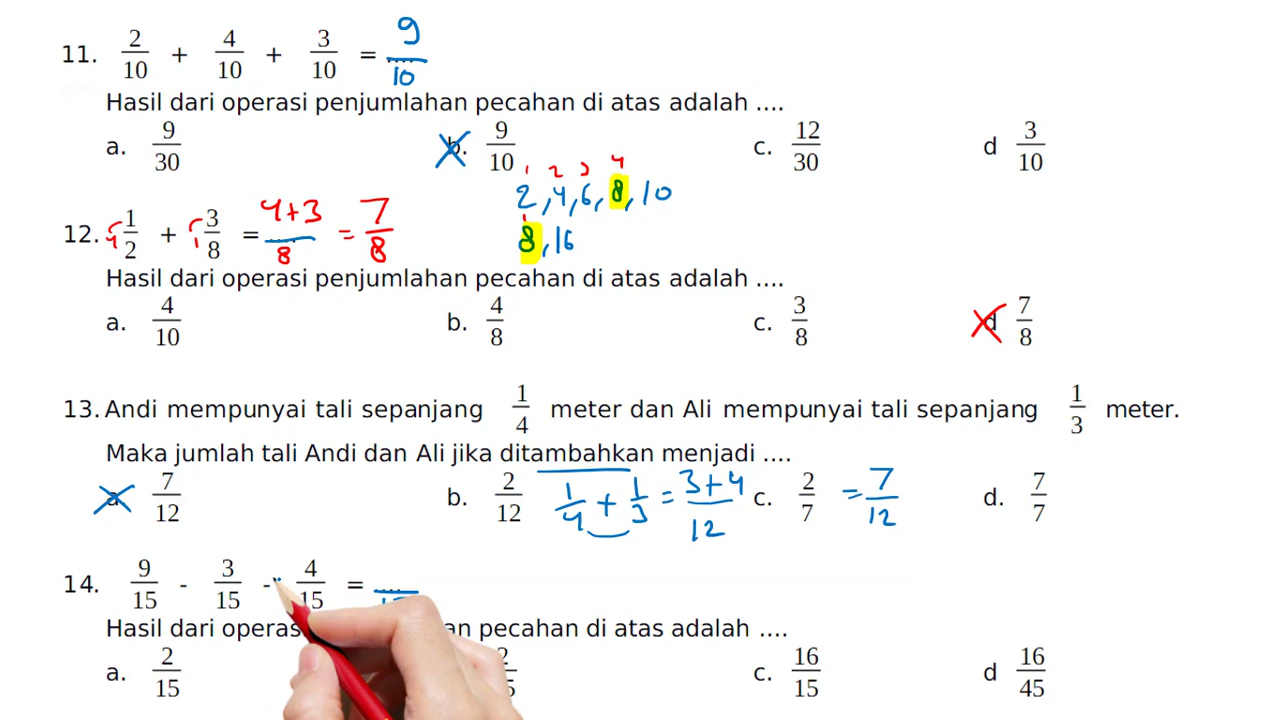 11. 2/10 + 4/10 + 3/10 = .... 9/10
Hasil dari operasi penjumlahan pecahan di atas adalah ....
a. 9/30 b. 9/10 c. 12/30 d 3/10
1 2 3 4
2, 4, 6, 8, 10
1
8, 16
12. 4 1/2 + 1 3/8 = 4+3/8 = 7/8
Hasil dari operasi penjumlahan pecahan di atas adalah ....
a. 4/10 b. 4/8 c. 3/8 d 7/8
13. Andi mempunyai tali sepanjang 1/4 meter dan Ali mempunyai tali sepanjang 1/3 meter.
Maka jumlah tali Andi dan Ali jika ditambahkan menjadi ....
a. 7/12 b. 2/12 c. 2/7 d. 7/7
1/4 + 1/3 = 3+4/12 = 7/12
14. 9/15 - 3/15 - 4/15 = ....
Hasil dari pecahan di atas adalah ....
a. 2/15 c. 16/15 d 16/45